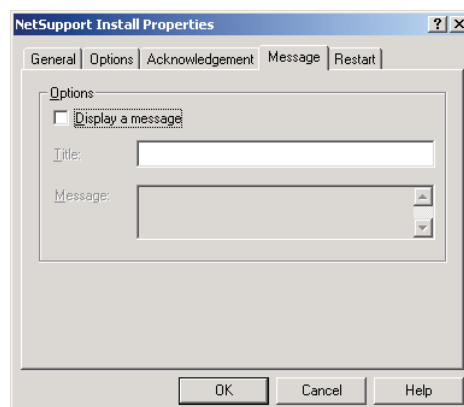 NetSupport Install Properties
General Options Acknowledgement Message Restart
Options
Display a message
Title:
Message:
OK Cancel Help